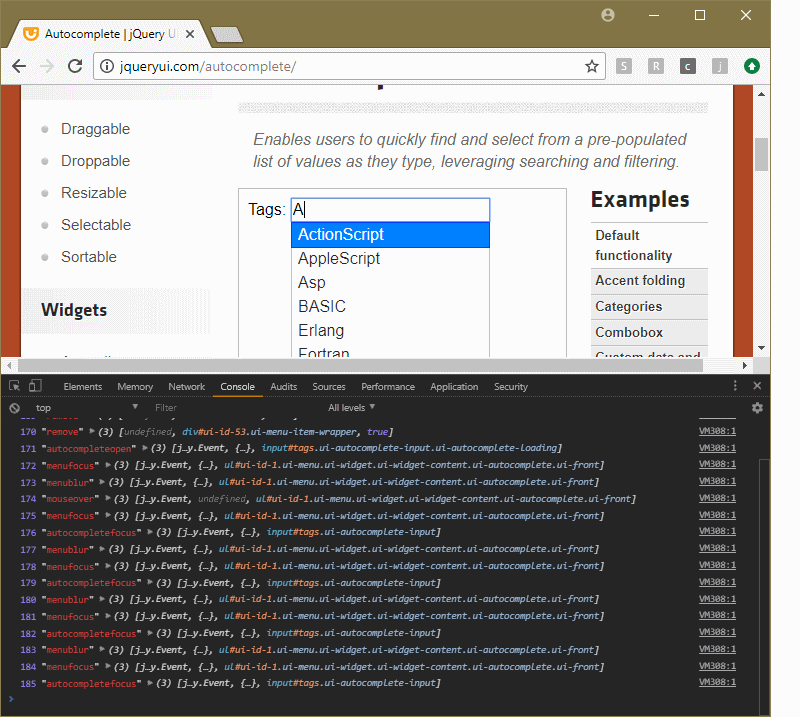 Autocomplete | jQuery U
jqueryui.com/autocomplete/
S R c j
Draggable
Droppable
Resizable
Selectable
Sortable
Widgets
Enables users to quickly find and select from a pre-populated
list of values as they type, leveraging searching and filtering.
Tags: A
ActionScript
AppleScript
Asp
BASIC
Erlang
Fortran
Examples
Default
functionality
Accent folding
Categories
Combobox
Custom data and
Elements Memory Network Console Audits Sources Performance Application Security
top Filter All levels
170 "remove" (3) [undefined, div#ui-id-53.ui-menu-item-wrapper, true] VM308:1
171 "autocompleteopen" (3) [j…y.Event, {…}, input#tags.ui-autocomplete-input.ui-autocomplete-loading] VM308:1
172 "menufocus" (3) [j…y.Event, {…}, ul#ui-id-1.ui-menu.ui-widget.ui-widget-content.ui-autocomplete.ui-front] VM308:1
173 "menublur" (3) [j…y.Event, {…}, ul#ui-id-1.ui-menu.ui-widget.ui-widget-content.ui-autocomplete.ui-front] VM308:1
174 "mouseover" (3) [j…y.Event, undefined, ul#ui-id-1.ui-menu.ui-widget.ui-widget-content.ui-autocomplete.ui-front] VM308:1
175 "menufocus" (3) [j…y.Event, {…}, ul#ui-id-1.ui-menu.ui-widget.ui-widget-content.ui-autocomplete.ui-front] VM308:1
176 "autocompletefocus" (3) [j…y.Event, {…}, input#tags.ui-autocomplete-input] VM308:1
177 "menublur" (3) [j…y.Event, {…}, ul#ui-id-1.ui-menu.ui-widget.ui-widget-content.ui-autocomplete.ui-front] VM308:1
178 "menufocus" (3) [j…y.Event, {…}, ul#ui-id-1.ui-menu.ui-widget.ui-widget-content.ui-autocomplete.ui-front] VM308:1
179 "autocompletefocus" (3) [j…y.Event, {…}, input#tags.ui-autocomplete-input] VM308:1
180 "menublur" (3) [j…y.Event, {…}, ul#ui-id-1.ui-menu.ui-widget.ui-widget-content.ui-autocomplete.ui-front] VM308:1
181 "menufocus" (3) [j…y.Event, {…}, ul#ui-id-1.ui-menu.ui-widget.ui-widget-content.ui-autocomplete.ui-front] VM308:1
182 "autocompletefocus" (3) [j…y.Event, {…}, input#tags.ui-autocomplete-input] VM308:1
183 "menublur" (3) [j…y.Event, {…}, ul#ui-id-1.ui-menu.ui-widget.ui-widget-content.ui-autocomplete.ui-front] VM308:1
184 "menufocus" (3) [j…y.Event, {…}, ul#ui-id-1.ui-menu.ui-widget.ui-widget-content.ui-autocomplete.ui-front] VM308:1
185 "autocompletefocus" (3) [j…y.Event, {…}, input#tags.ui-autocomplete-input] VM308:1